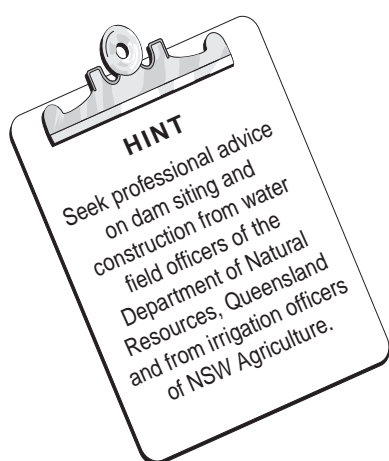 HINT
Seek professional advice
on dam siting and
construction from water
field officers of the
Department of Natural
Resources, Queensland
and from irrigation officers
of NSW Agriculture.